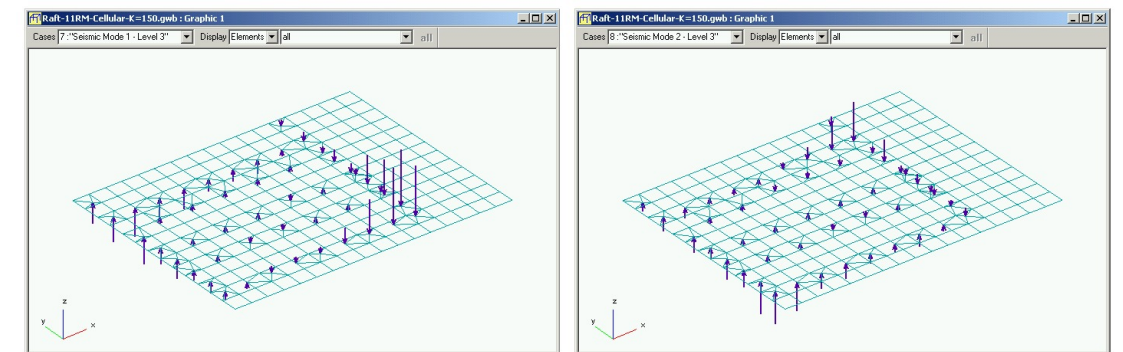 Raft-11RM-Cellular-K=150.gwb : Graphic 1
Cases 7 :"Seismic Mode 1 - Level 3" Display Elements all all
z
y
x
Raft-11RM-Cellular-K=150.gwb : Graphic 1
Cases 8 :"Seismic Mode 2 - Level 3" Display Elements all all
z
y
x